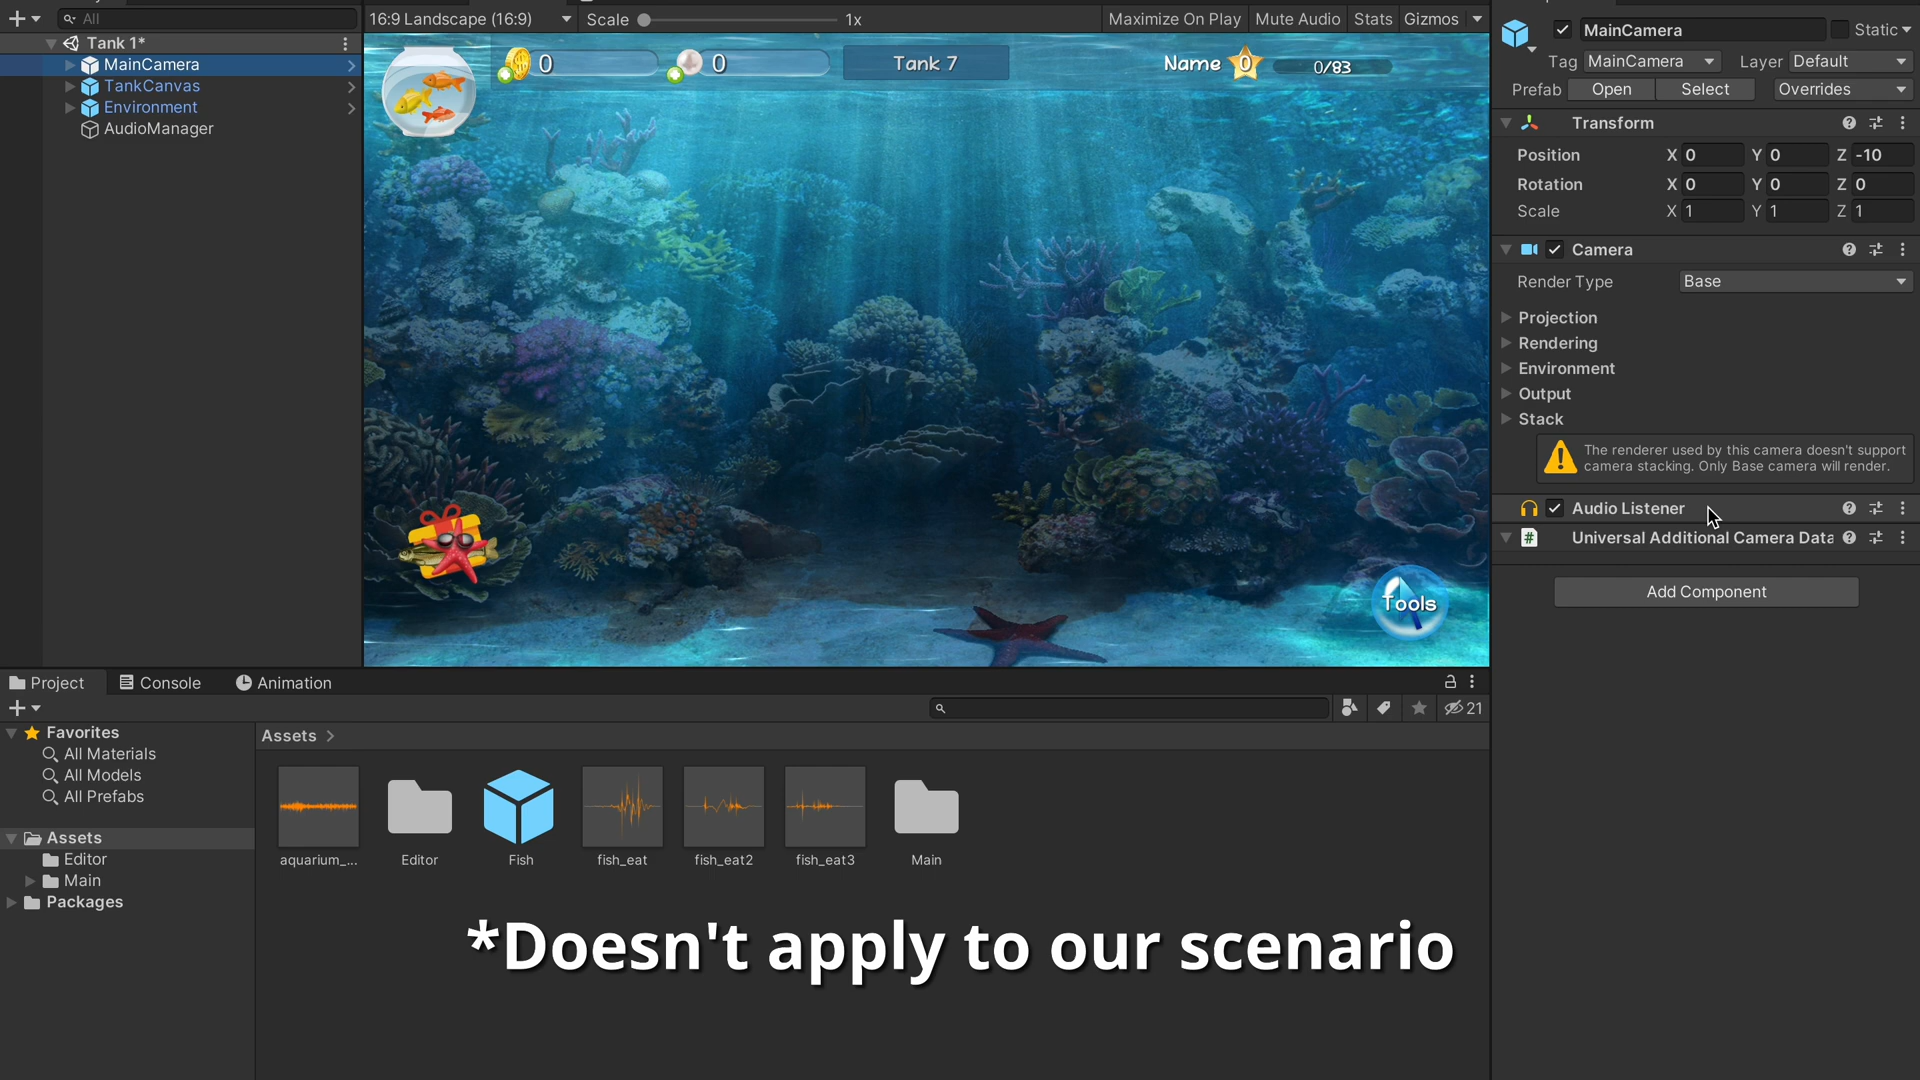 All
16:9 Landscape (16:9)
Scale
1x
Maximize On Play
Mute Audio
Stats
Gizmos
Tank 1*
MainCamera
TankCanvas
Environment
AudioManager
0
0
Tank 7
Name
0
0/83
Tools
MainCamera
Static
Tag
MainCamera
Layer
Default
Prefab
Open
Select
Overrides
Transform
Position X 0 Y 0 Z -10
Rotation X 0 Y 0 Z 0
Scale X 1 Y 1 Z 1
Camera
Render Type
Base
Projection
Rendering
Environment
Output
Stack
The renderer used by this camera doesn't support
camera stacking. Only Base camera will render.
Audio Listener
Universal Additional Camera Data
Add Component
Project
Console
Animation
21
Favorites
All Materials
All Models
All Prefabs
Assets
Editor
Main
Packages
Assets
aquarium_...
Editor
Fish
fish_eat
fish_eat2
fish_eat3
Main
*Doesn't apply to our scenario